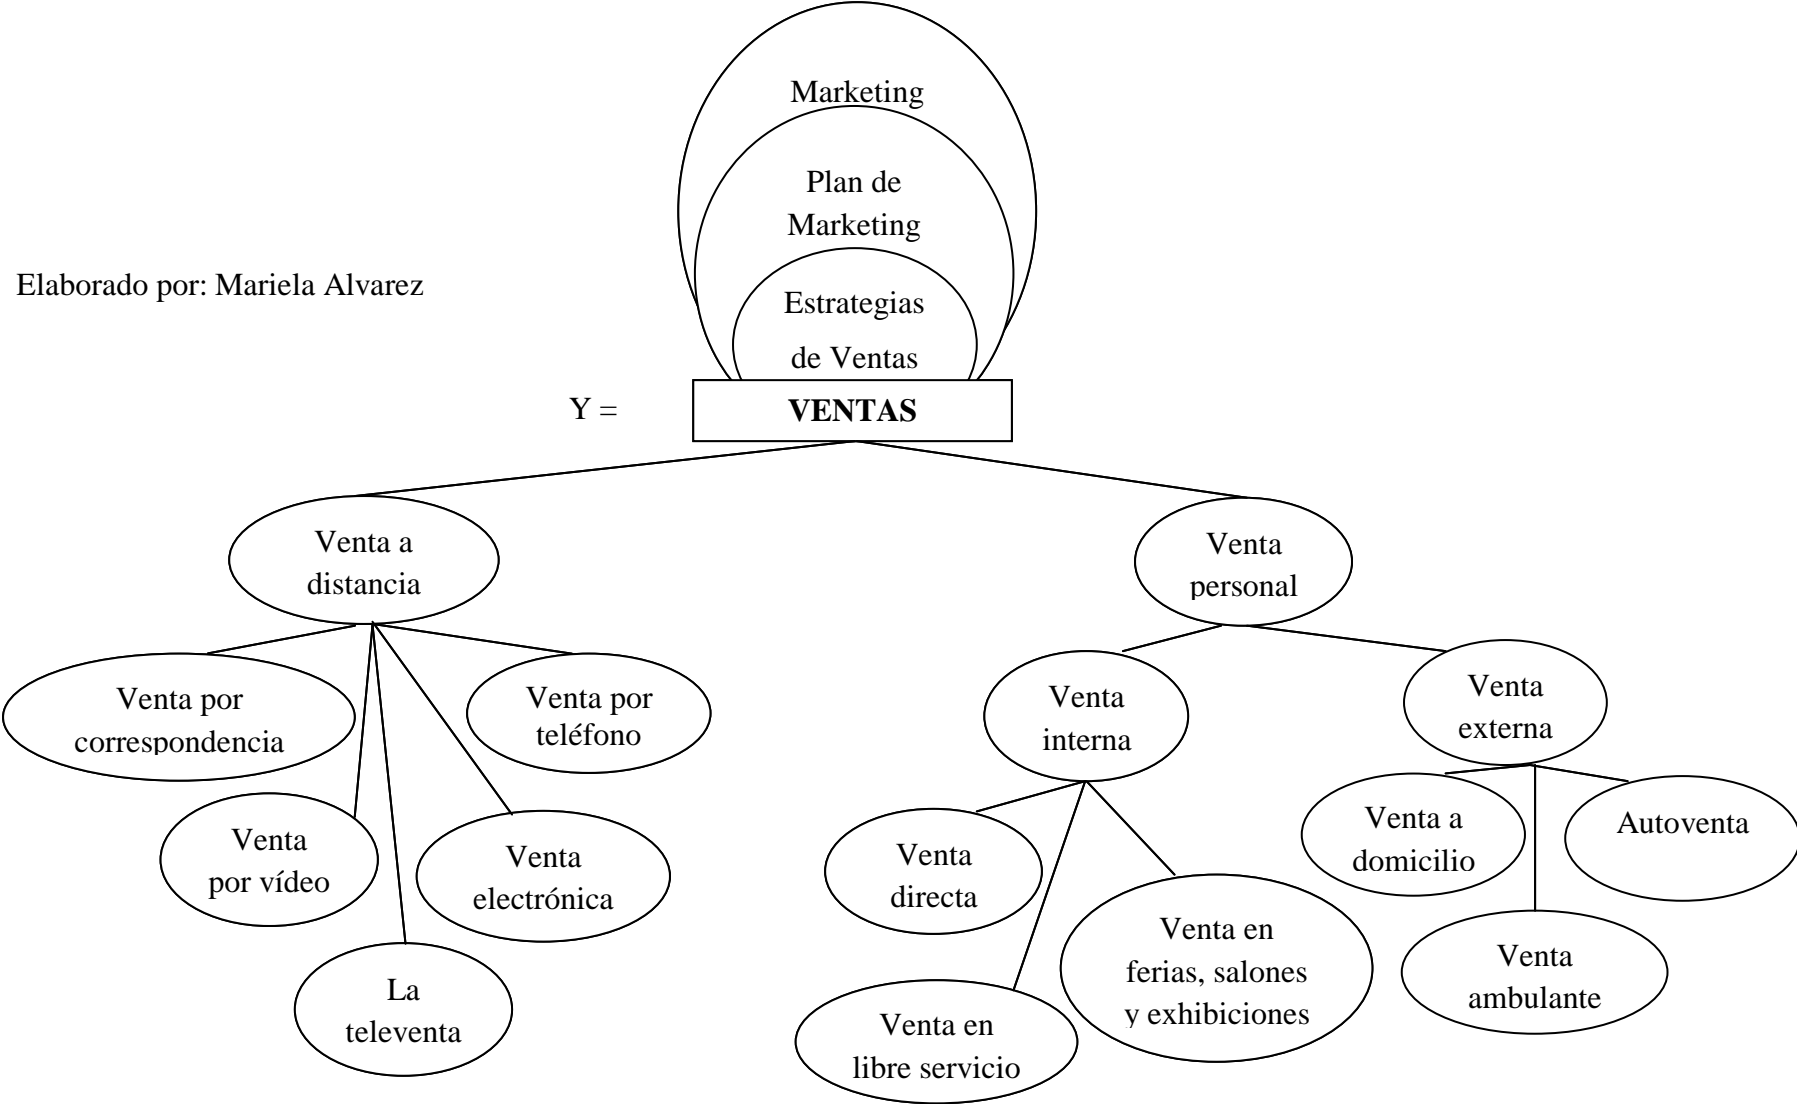 Marketing
Plan de
Marketing
Elaborado por: Mariela Alvarez
Estrategias
de Ventas
Y =
VENTAS
Venta a
distancia
Venta
personal
Venta por
correspondencia
Venta por
teléfono
Venta
interna
Venta
externa
Venta
por vídeo
Venta
electrónica
La
televenta
Venta
directa
Venta en
libre servicio
Venta en
ferias, salones
y exhibiciones
Venta a
domicilio
Autoventa
Venta
ambulante